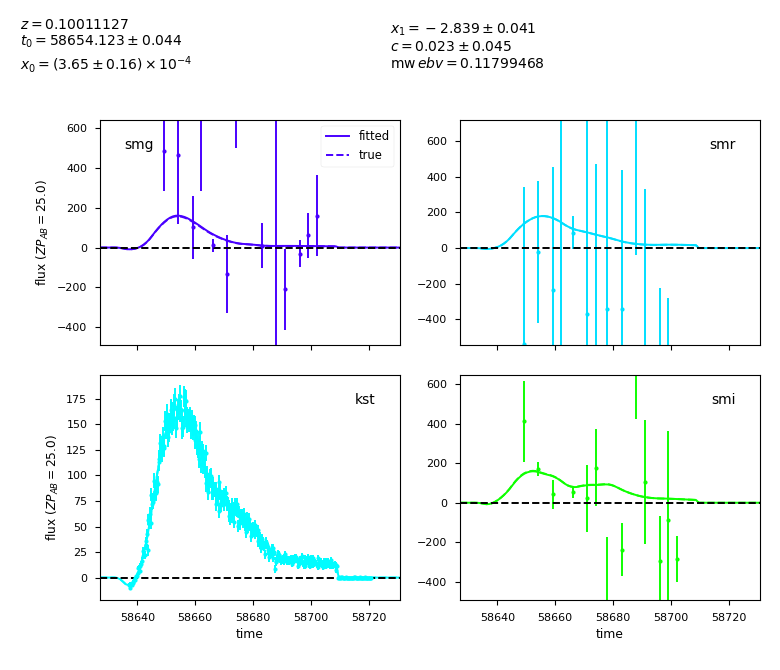 z = 0.10011127
t₀ = 58654.123 ± 0.044
x₀ = (3.65 ± 0.16) × 10⁻⁴
x₁ = −2.839 ± 0.041
c = 0.023 ± 0.045
mw ebv = 0.11799468
smg
fitted
true
600
400
200
0
−200
−400
flux (ZP_AB = 25.0)
smr
600
400
200
0
−200
−400
kst
175
150
125
100
75
50
25
0
flux (ZP_AB = 25.0)
58640 58660 58680 58700 58720
time
smi
600
400
200
0
−200
−400
58640 58660 58680 58700 58720
time